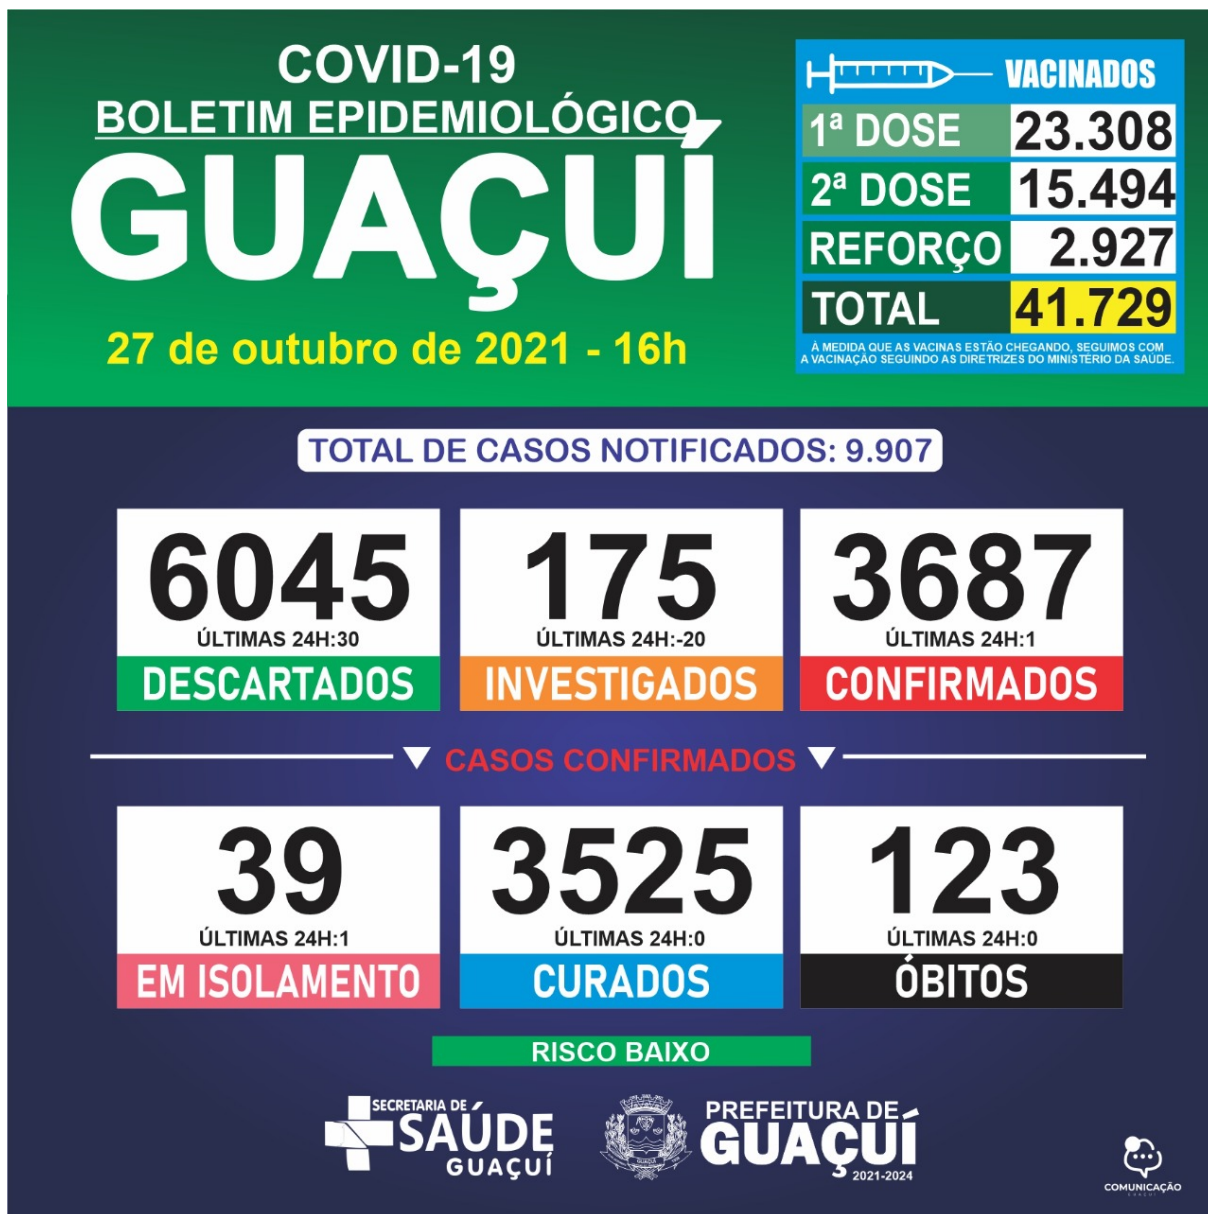 COVID-19
BOLETIM EPIDEMIOLÓGICO
GUAÇUÍ
27 de outubro de 2021 - 16h
VACINADOS
1ª DOSE 23.308
2ª DOSE 15.494
REFORÇO 2.927
TOTAL 41.729
À MEDIDA QUE AS VACINAS ESTÃO CHEGANDO, SEGUIMOS COM
A VACINAÇÃO SEGUINDO AS DIRETRIZES DO MINISTÉRIO DA SAÚDE.
TOTAL DE CASOS NOTIFICADOS: 9.907
6045
ÚLTIMAS 24H:30
DESCARTADOS
175
ÚLTIMAS 24H:-20
INVESTIGADOS
3687
ÚLTIMAS 24H:1
CONFIRMADOS
CASOS CONFIRMADOS
39
ÚLTIMAS 24H:1
EM ISOLAMENTO
3525
ÚLTIMAS 24H:0
CURADOS
123
ÚLTIMAS 24H:0
ÓBITOS
RISCO BAIXO
SECRETARIA DE
SAÚDE
GUAÇUÍ
GUAÇUÍ
PREFEITURA DE
GUAÇUÍ
2021-2024
COMUNICAÇÃO
GUAÇUÍ